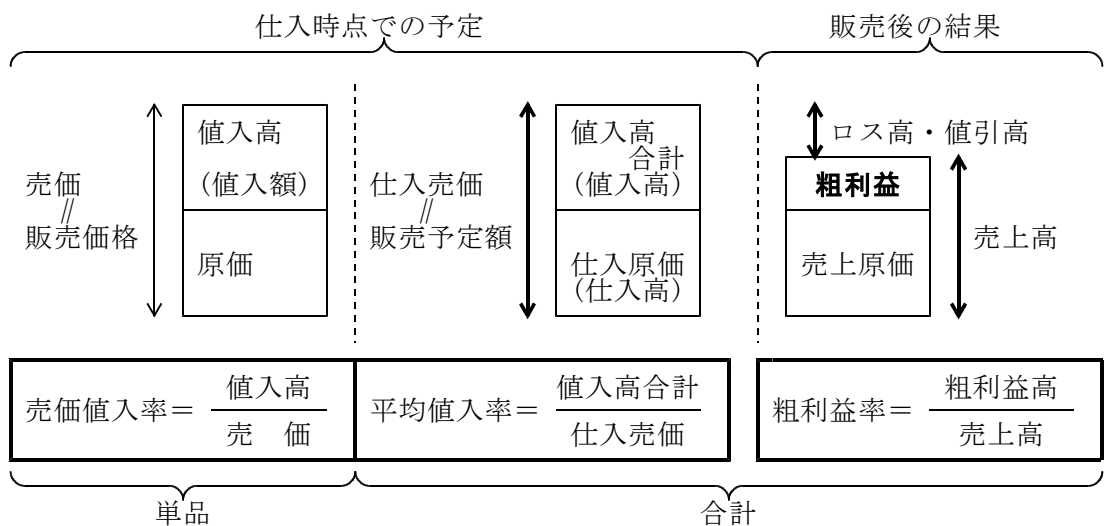 仕入時点での予定
販売後の結果
売価
||
販売価格
値入高
(値入額)
原価
仕入売価
||
販売予定額
値入高
合計
(値入高)
仕入原価
(仕入高)
ロス高・値引高
粗利益
売上原価
売上高
売価値入率＝ 値入高
売　価
平均値入率＝ 値入高合計
仕入売価
粗利益率＝ 粗利益高
売上高
単品
合計